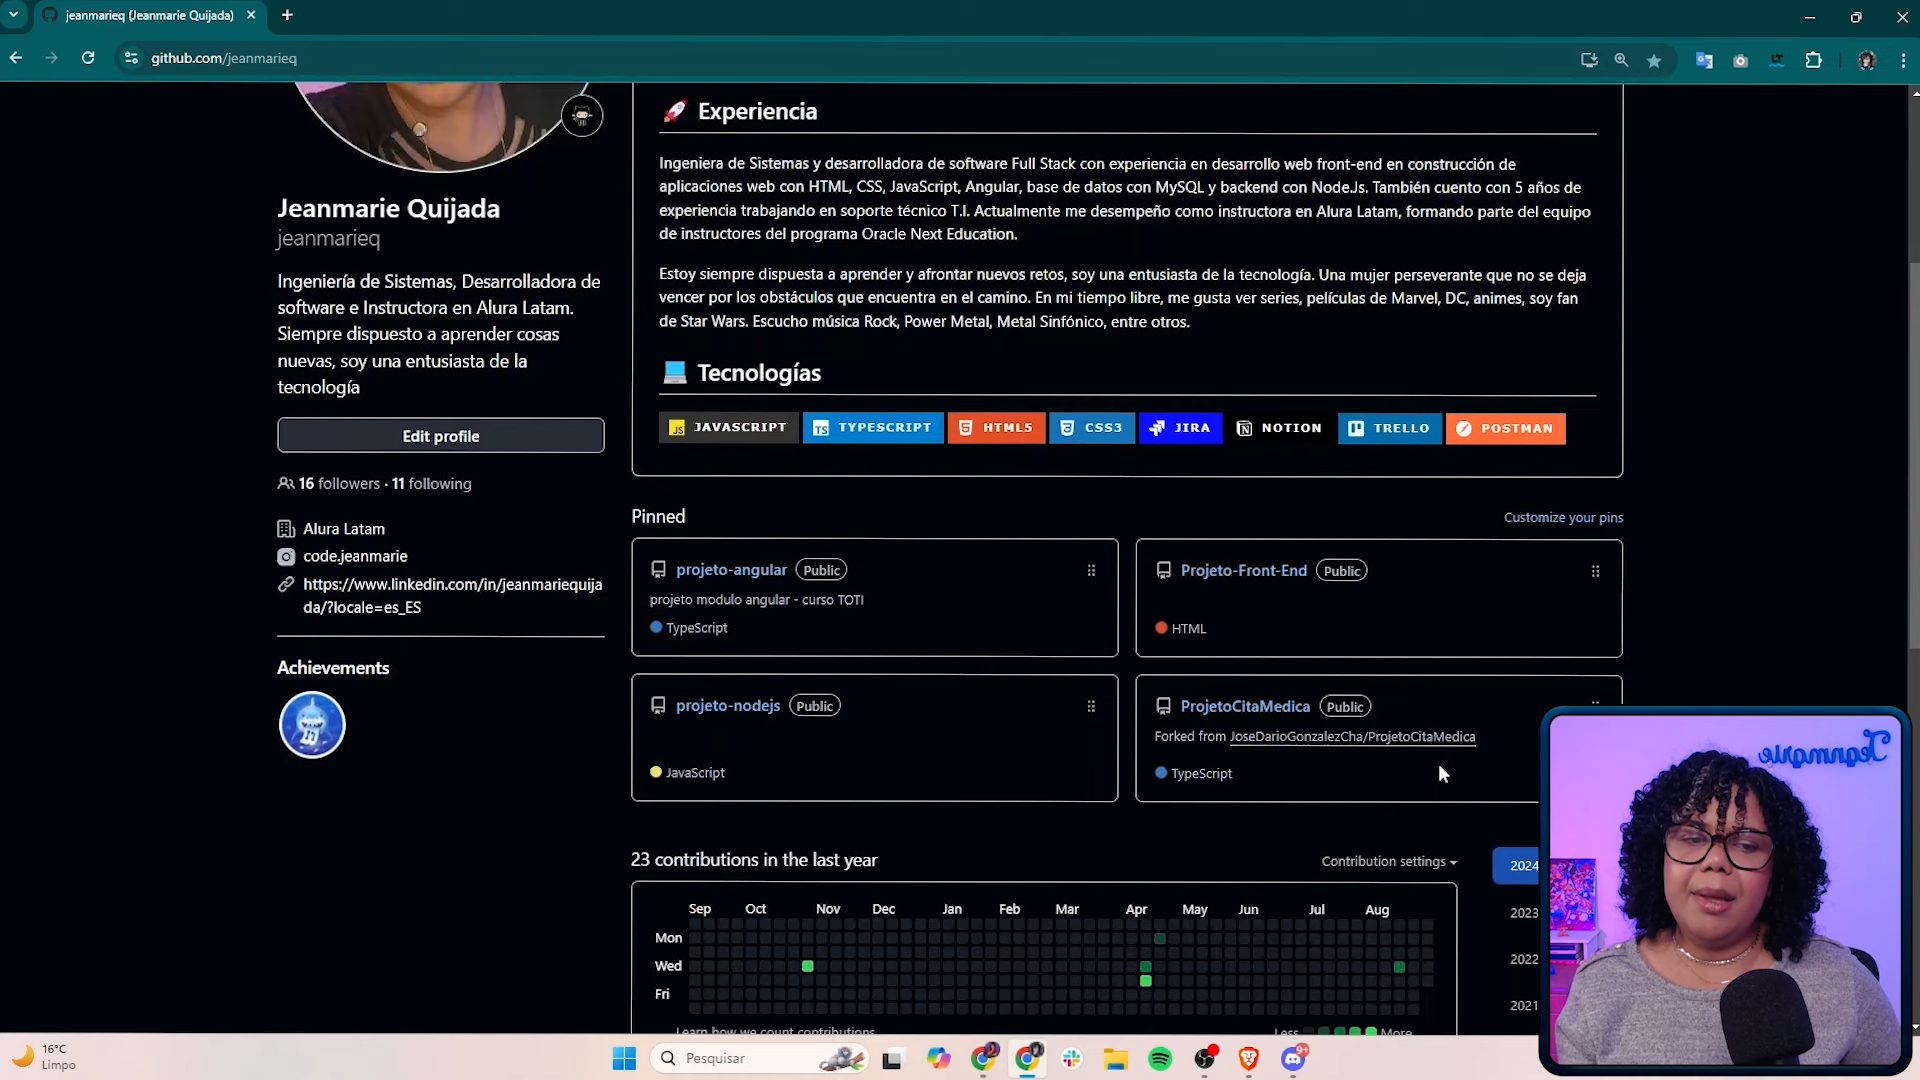 jeanmarieq (Jeanmarie Quijada)
github.com/jeanmarieq
Jeanmarie Quijada
jeanmarieq
Ingeniería de Sistemas, Desarrolladora de
software e Instructora en Alura Latam.
Siempre dispuesto a aprender cosas
nuevas, soy una entusiasta de la
tecnología
Edit profile
16 followers · 11 following
Alura Latam
code.jeanmarie
https://www.linkedin.com/in/jeanmariequija
da/?locale=es_ES
Achievements
Experiencia
Ingeniera de Sistemas y desarrolladora de software Full Stack con experiencia en desarrollo web front-end en construcción de
aplicaciones web con HTML, CSS, JavaScript, Angular, base de datos con MySQL y backend con Node.Js. También cuento con 5 años de
experiencia trabajando en soporte técnico T.I. Actualmente me desempeño como instructora en Alura Latam, formando parte del equipo
de instructores del programa Oracle Next Education.
Estoy siempre dispuesta a aprender y afrontar nuevos retos, soy una entusiasta de la tecnología. Una mujer perseverante que no se deja
vencer por los obstáculos que encuentra en el camino. En mi tiempo libre, me gusta ver series, películas de Marvel, DC, animes, soy fan
de Star Wars. Escucho música Rock, Power Metal, Metal Sinfónico, entre otros.
Tecnologías
JS JAVASCRIPT TS TYPESCRIPT HTML5 CSS3 JIRA NOTION TRELLO POSTMAN
Pinned
Customize your pins
projeto-angular Public
projeto modulo angular - curso TOTI
TypeScript
Projeto-Front-End Public
HTML
projeto-nodejs Public
JavaScript
ProjetoCitaMedica Public
Forked from JoseDarioGonzalezCha/ProjetoCitaMedica
TypeScript
23 contributions in the last year
Contribution settings
2024
2023
2022
2021
Sep Oct Nov Dec Jan Feb Mar Apr May Jun Jul Aug
Mon
Wed
Fri
Learn how we count contributions
Less More
Jeanmarie
16°C
Limpo
Pesquisar
9+